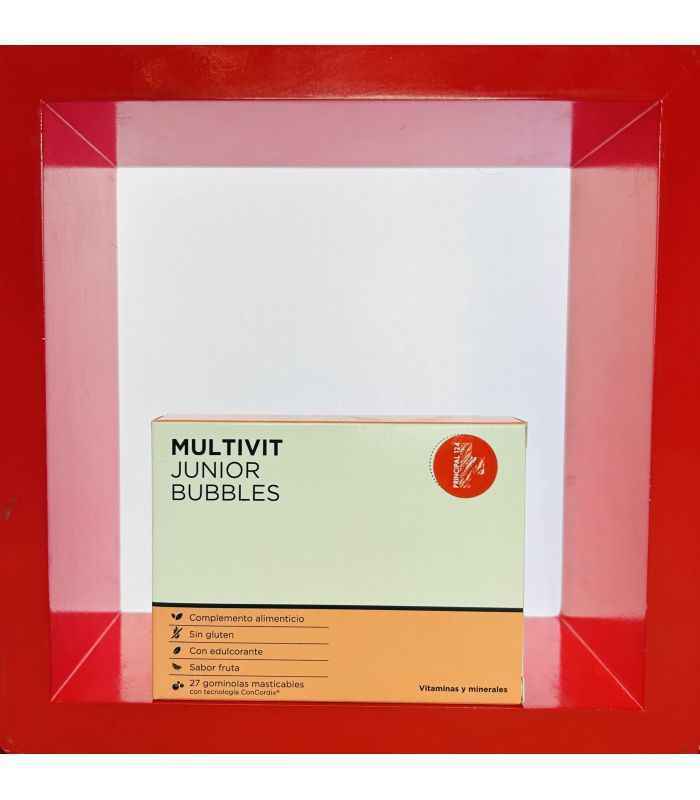 MULTIVIT
JUNIOR
BUBBLES
PRINCIPAL 124
Complemento alimenticio
Sin gluten
Con edulcorante
Sabor fruta
27 gominolas masticables
con tecnología ConCordix®
Vitaminas y minerales